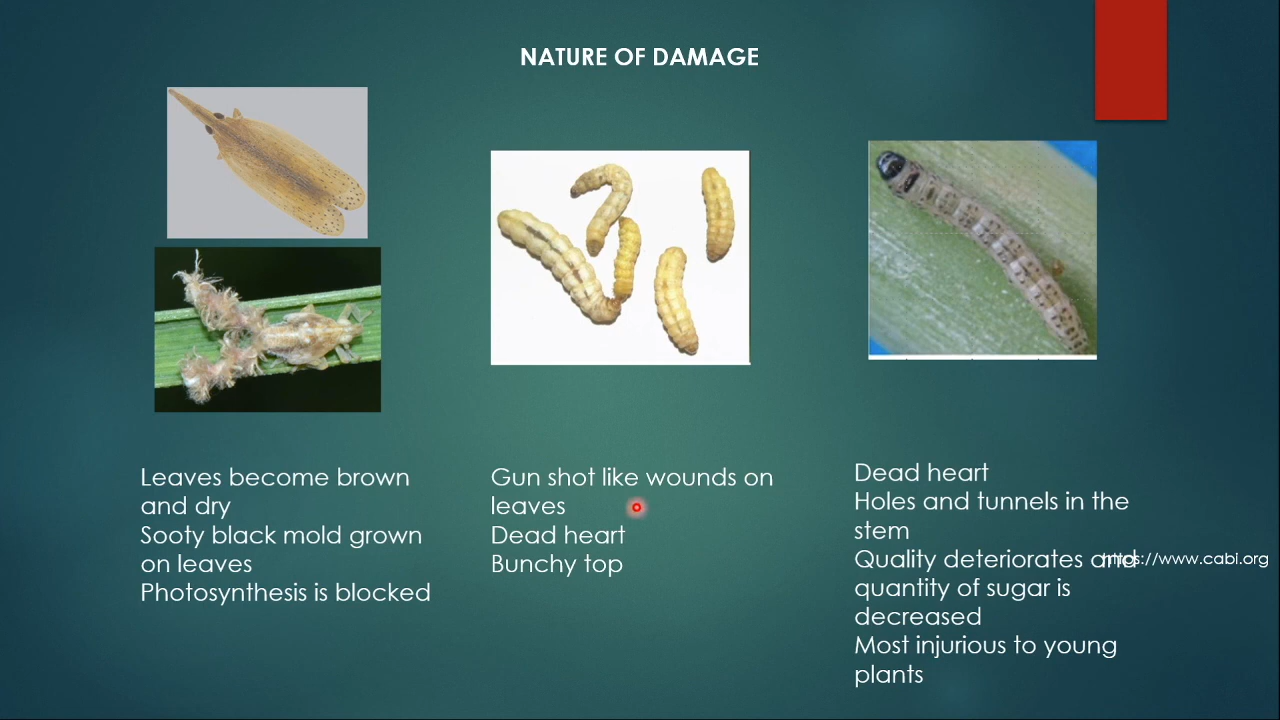 NATURE OF DAMAGE
Leaves become brown
and dry
Sooty black mold grown
on leaves
Photosynthesis is blocked
Gun shot like wounds on
leaves
Dead heart
Bunchy top
Dead heart
Holes and tunnels in the
stem
Quality deteriorates and
quantity of sugar is
decreased
Most injurious to young
plants
https://www.cabi.org